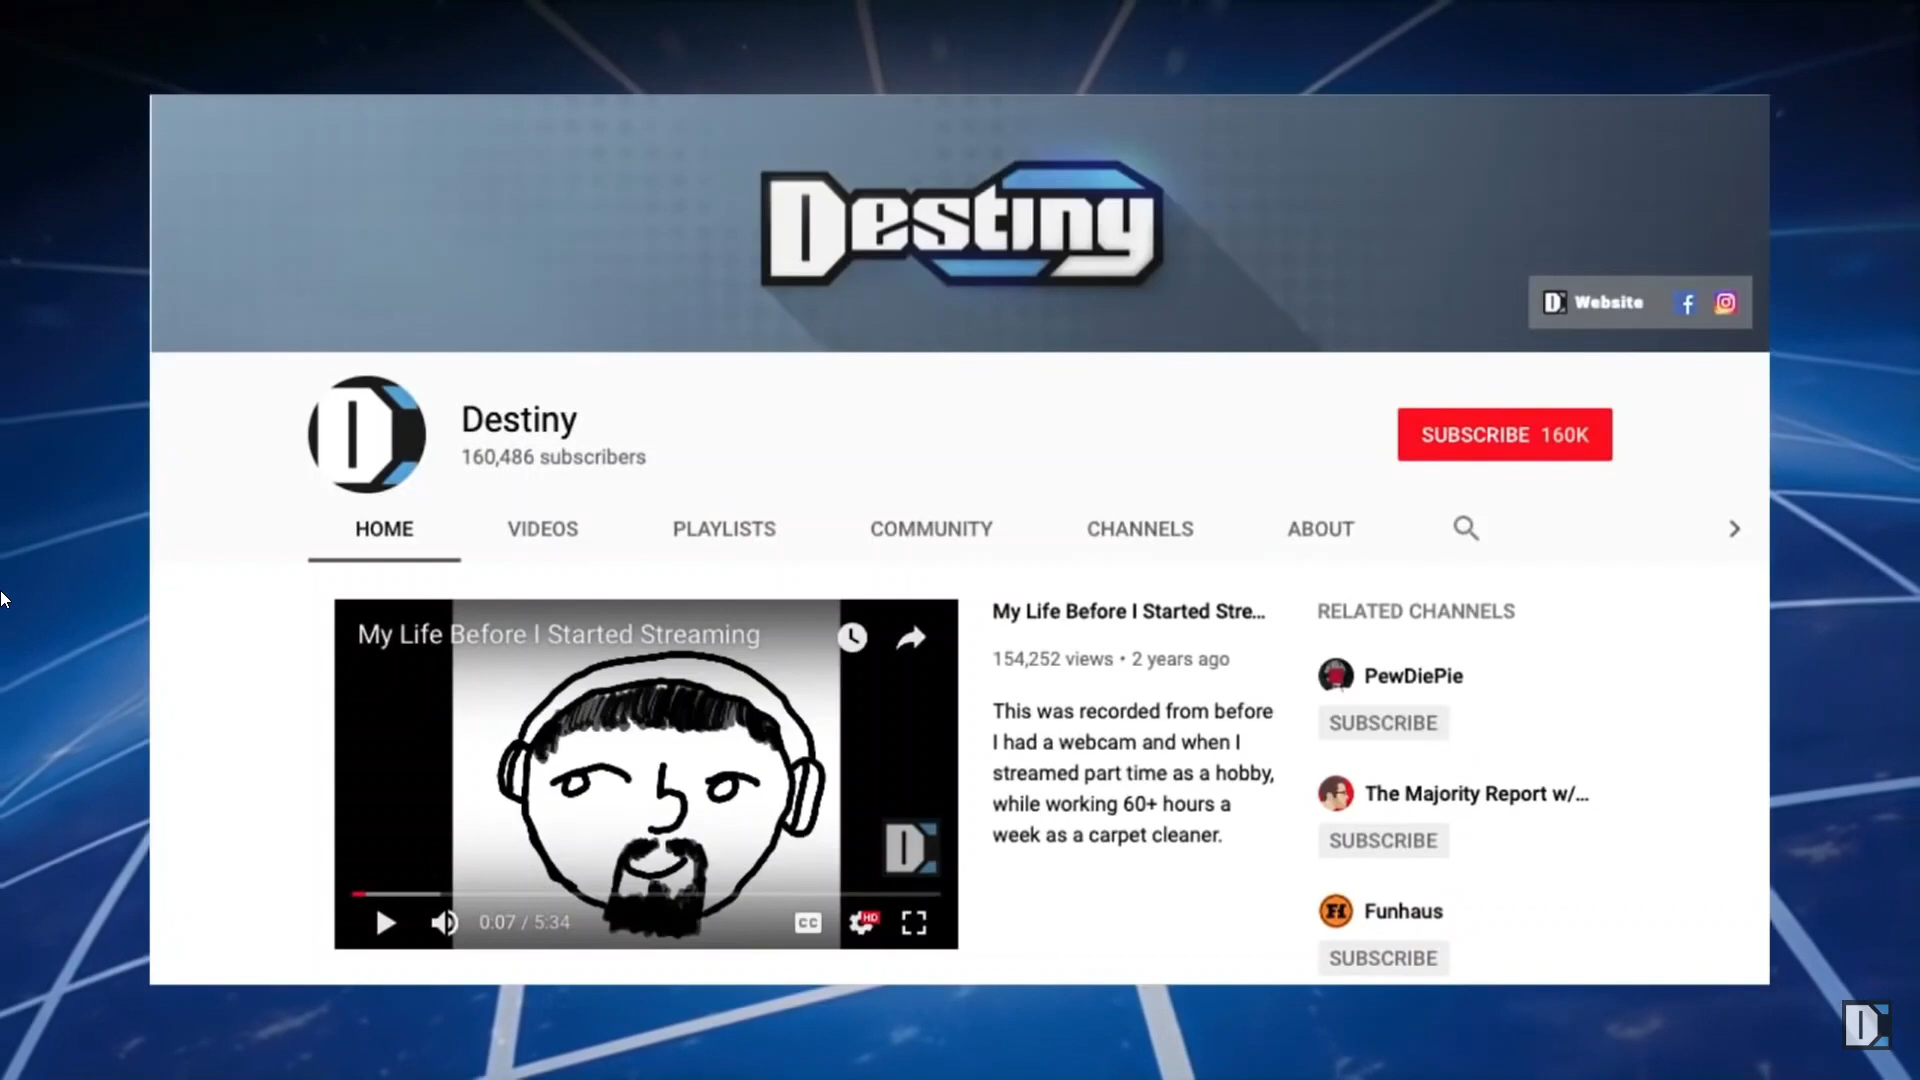 Destiny
Website
Destiny
160,486 subscribers
SUBSCRIBE 160K
HOME VIDEOS PLAYLISTS COMMUNITY CHANNELS ABOUT
My Life Before I Started Streaming
0:07 / 5:34
CC
HD
My Life Before I Started Stre...
154,252 views • 2 years ago
This was recorded from before
I had a webcam and when I
streamed part time as a hobby,
while working 60+ hours a
week as a carpet cleaner.
RELATED CHANNELS
PewDiePie
SUBSCRIBE
The Majority Report w/...
SUBSCRIBE
Funhaus
SUBSCRIBE